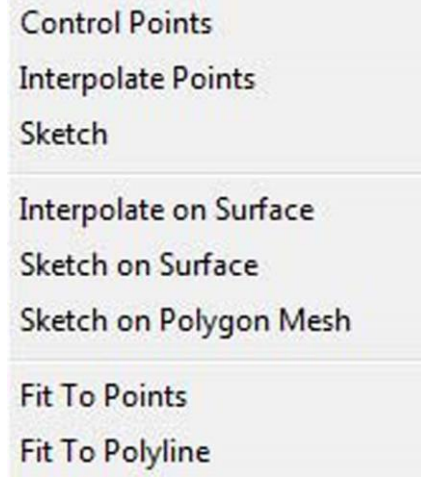 Control Points
Interpolate Points
Sketch
Interpolate on Surface
Sketch on Surface
Sketch on Polygon Mesh
Fit To Points
Fit To Polyline